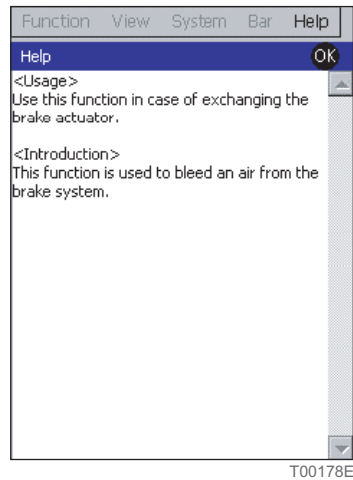 Function View System Bar Help
Help OK
<Usage>
Use this function in case of exchanging the
brake actuator.
<Introduction>
This function is used to bleed an air from the
brake system.
T00178E